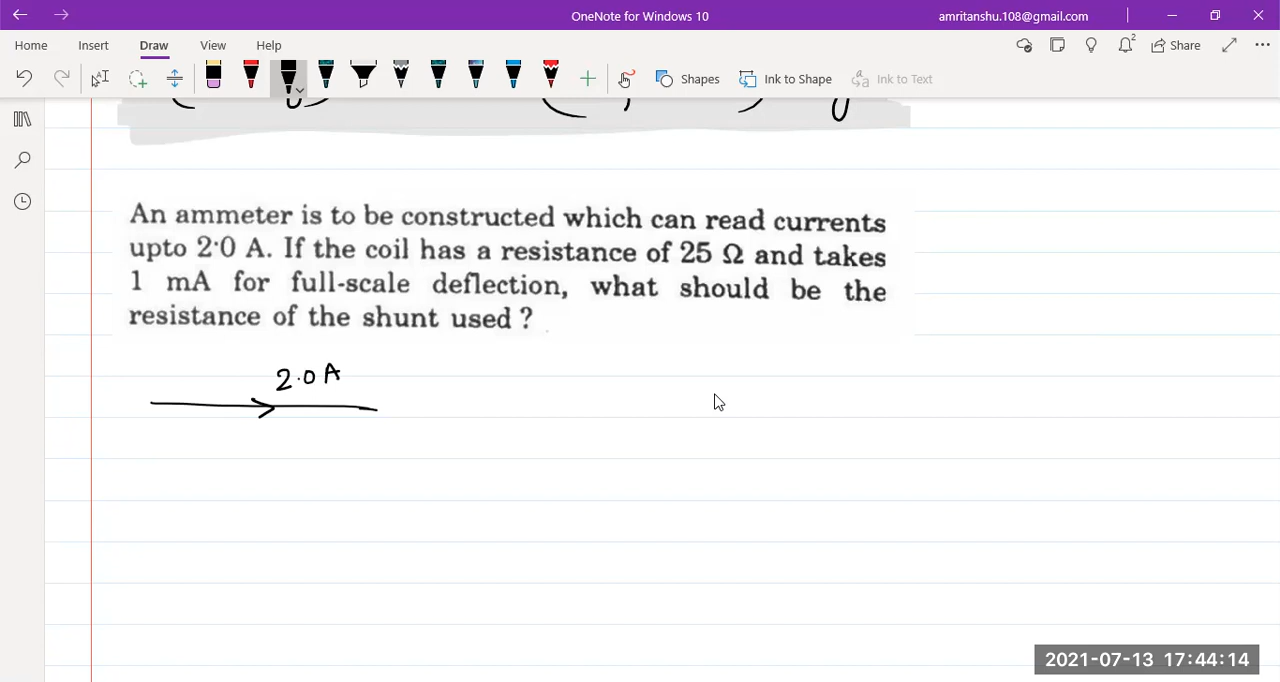 OneNote for Windows 10
amritanshu.108@gmail.com
Home Insert Draw View Help
2
Share
Shapes Ink to Shape Ink to Text
An ammeter is to be constructed which can read currents
upto 2·0 A. If the coil has a resistance of 25 Ω and takes
1 mA for full-scale deflection, what should be the
resistance of the shunt used ?
2.0 A
2021-07-13 17:44:14